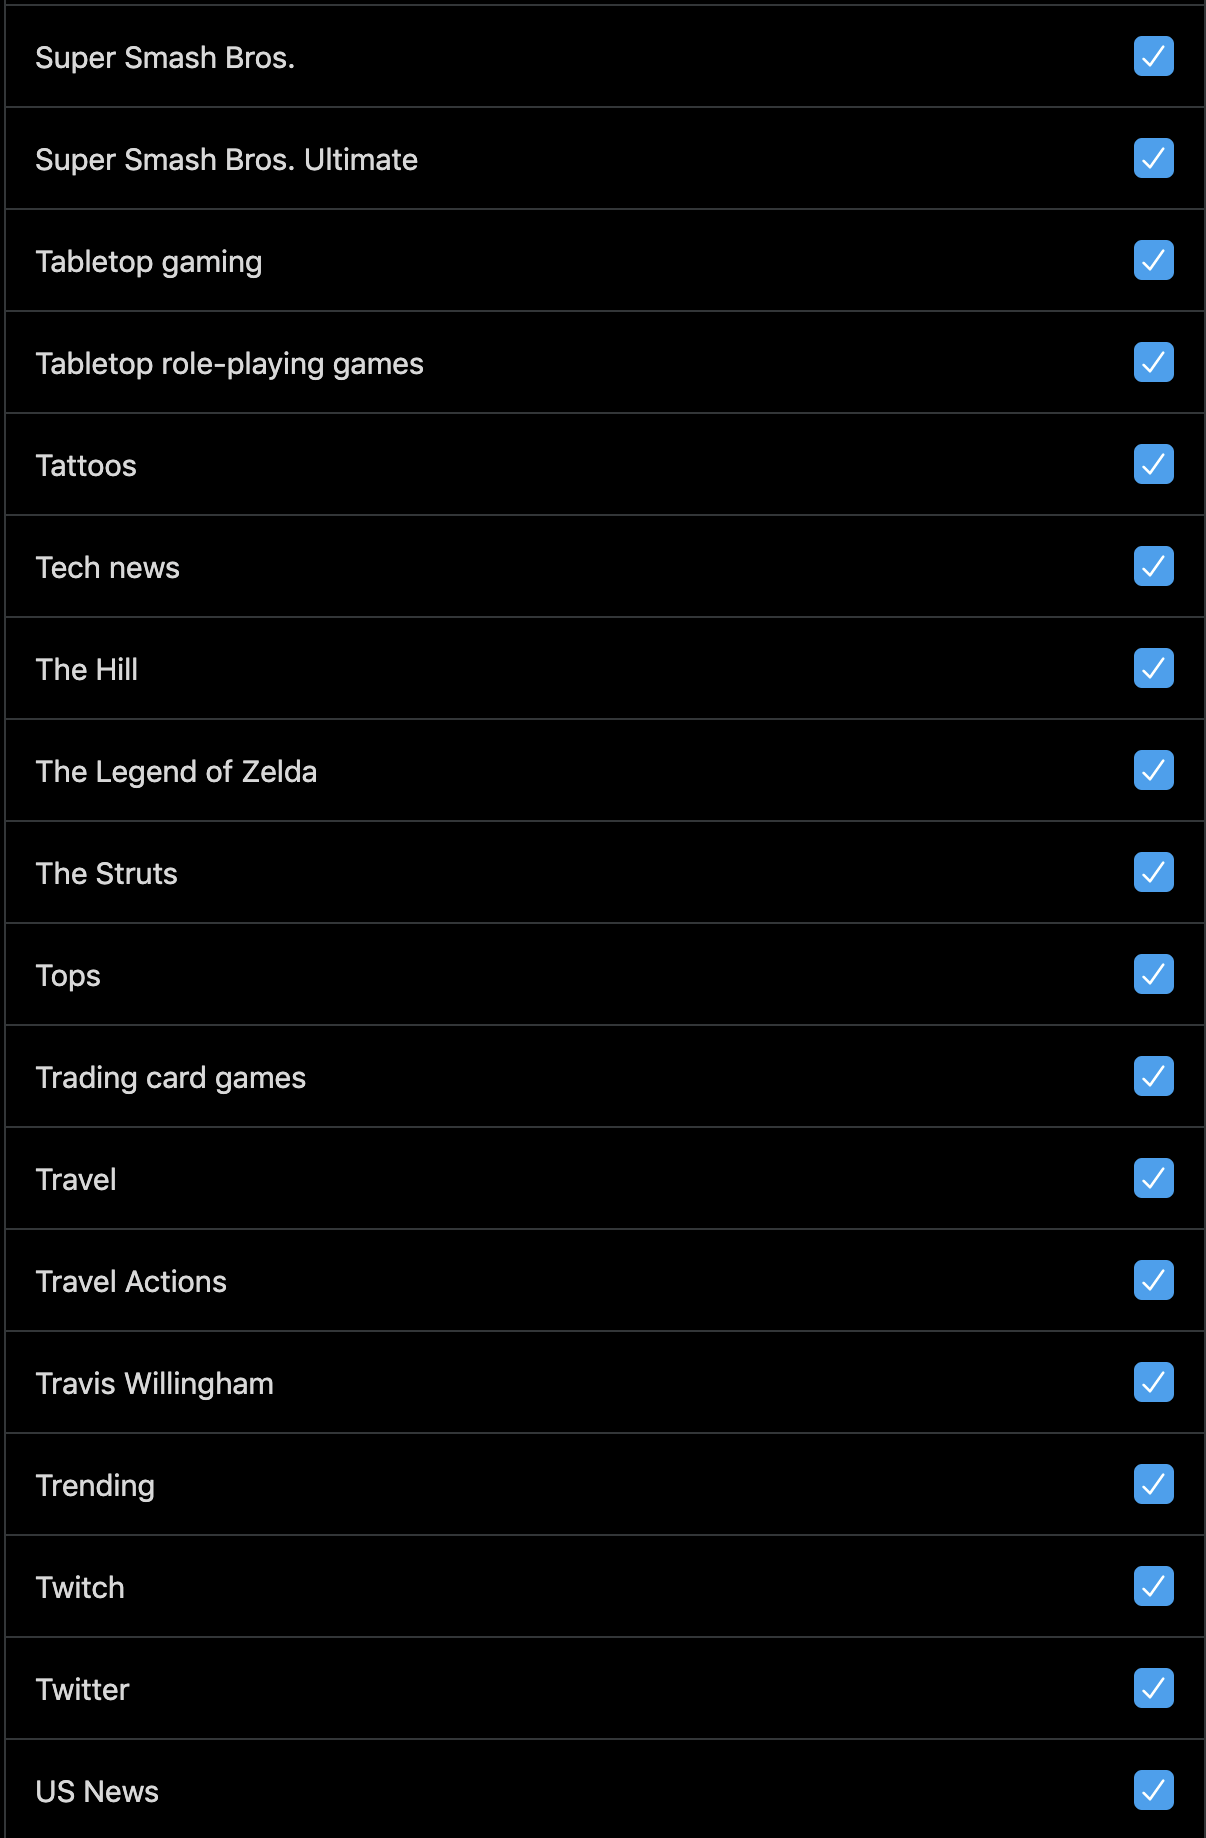 Super Smash Bros.
Super Smash Bros. Ultimate
Tabletop gaming
Tabletop role-playing games
Tattoos
Tech news
The Hill
The Legend of Zelda
The Struts
Tops
Trading card games
Travel
Travel Actions
Travis Willingham
Trending
Twitch
Twitter
US News